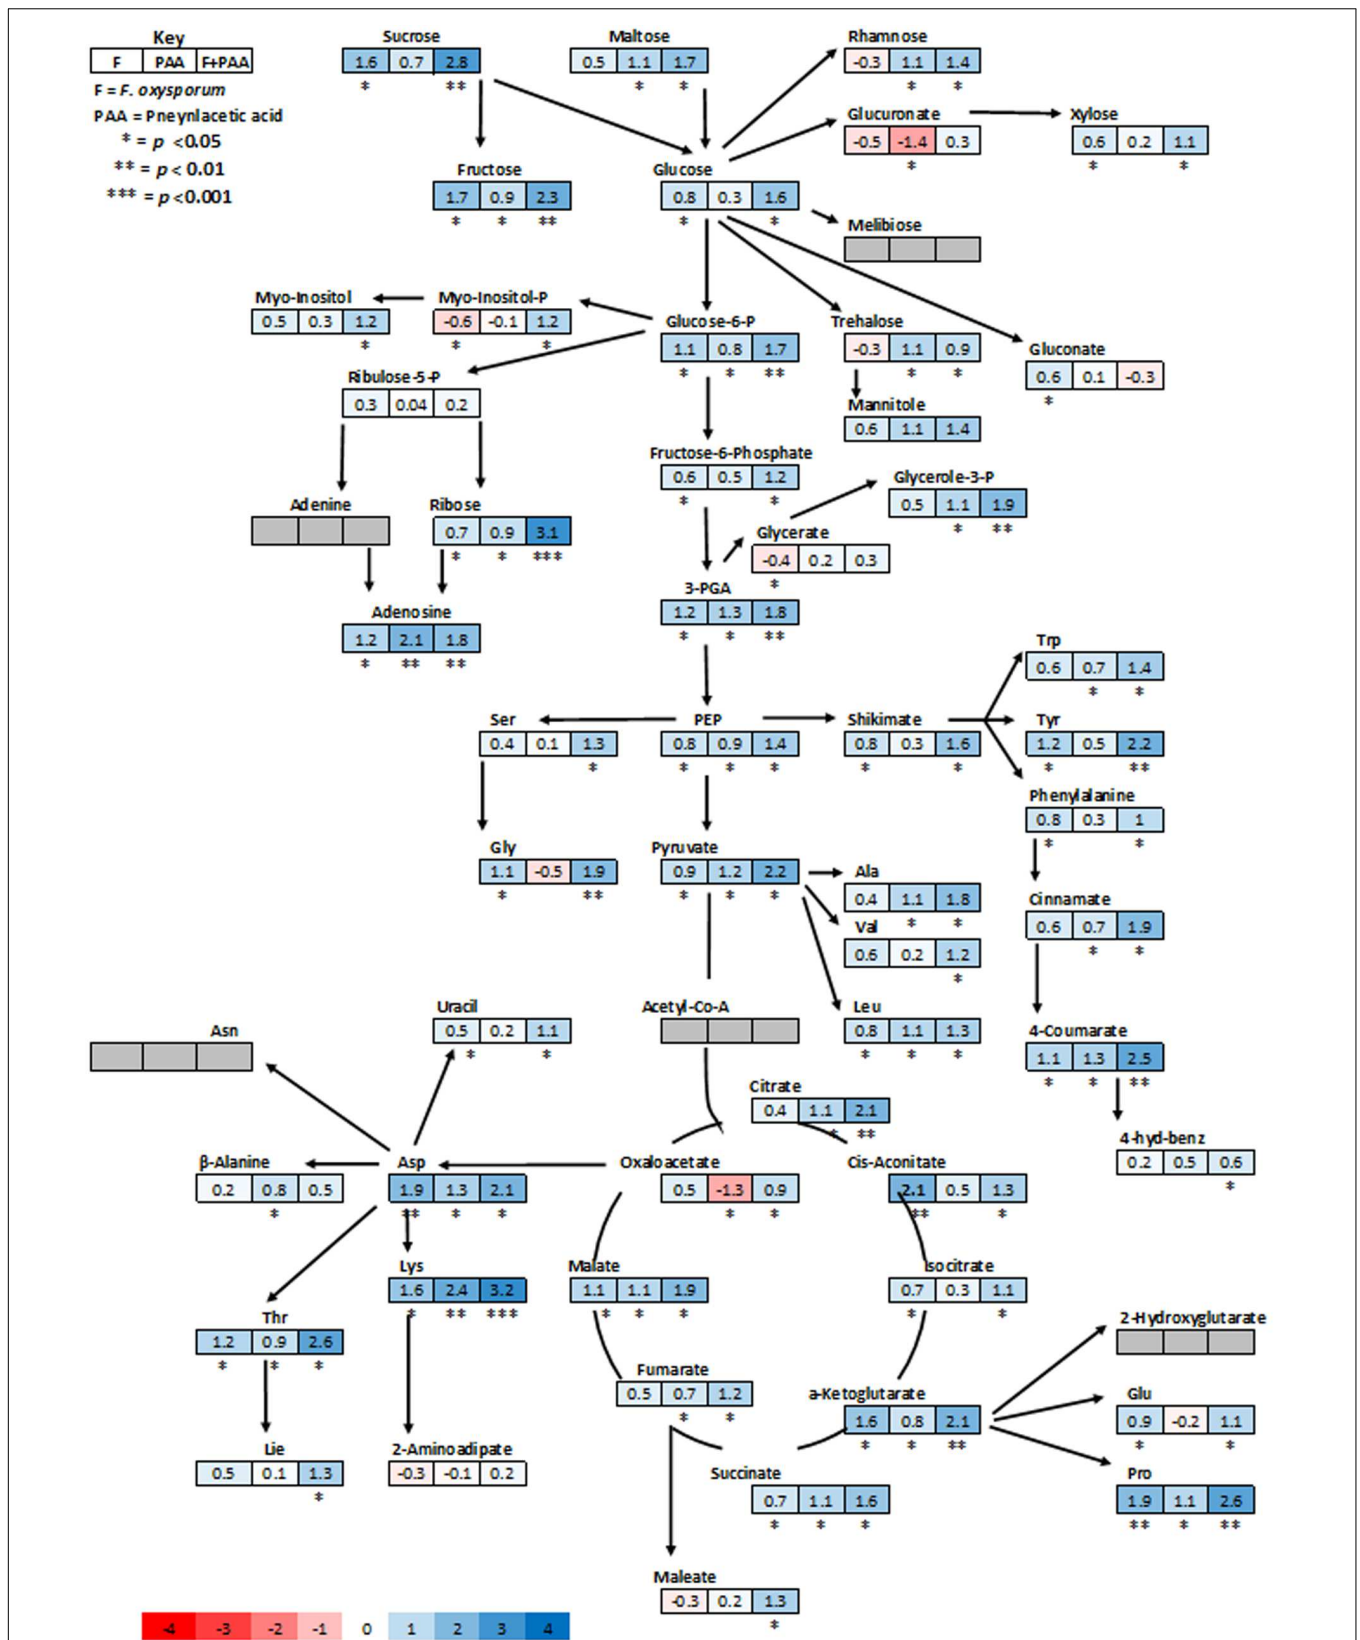 Key
F PAA F+PAA
F = F. oxysporum
PAA = Pneynlacetic acid
* = p <0.05
** = p < 0.01
*** = p <0.001
Sucrose
1.6 0.7 2.8
* **
Maltose
0.5 1.1 1.7
* *
Rhamnose
-0.3 1.1 1.4
* *
Glucuronate
-0.5 -1.4 0.3
*
Xylose
0.6 0.2 1.1
* *
Fructose
1.7 0.9 2.3
* * **
Glucose
0.8 0.3 1.6
* *
Melibiose
Myo-Inositol
0.5 0.3 1.2
*
Myo-Inositol-P
-0.6 -0.1 1.2
* *
Glucose-6-P
1.1 0.8 1.7
* * **
Trehalose
-0.3 1.1 0.9
* *
Gluconate
0.6 0.1 -0.3
*
Ribulose-5-P
0.3 0.04 0.2
Mannitole
0.6 1.1 1.4
Fructose-6-Phosphate
0.6 0.5 1.2
* *
Glycerole-3-P
0.5 1.1 1.9
* **
Adenine
Ribose
0.7 0.9 3.1
* * ***
Glycerate
-0.4 0.2 0.3
*
3-PGA
1.2 1.3 1.8
* * **
Adenosine
1.2 2.1 1.8
* ** **
Trp
0.6 0.7 1.4
* *
Ser
0.4 0.1 1.3
*
PEP
0.8 0.9 1.4
* * *
Shikimate
0.8 0.3 1.6
* *
Tyr
1.2 0.5 2.2
* **
Phenylalanine
0.8 0.3 1
* *
Gly
1.1 -0.5 1.9
* **
Pyruvate
0.9 1.2 2.2
* * *
Ala
0.4 1.1 1.8
* *
Val
0.6 0.2 1.2
*
Cinnamate
0.6 0.7 1.9
* *
Uracil
0.5 0.2 1.1
* *
Acetyl-Co-A
Leu
0.8 1.1 1.3
* * *
Asn
4-Coumarate
1.1 1.3 2.5
* * **
Citrate
0.4 1.1 2.1
* **
4-hyd-benz
0.2 0.5 0.6
*
β-Alanine
0.2 0.8 0.5
*
Asp
1.9 1.3 2.1
** * *
Oxaloacetate
0.5 -1.3 0.9
* *
Cis-Aconitate
2.1 0.5 1.3
** *
Lys
1.6 2.4 3.2
* ** ***
Malate
1.1 1.1 1.9
* * *
Isocitrate
0.7 0.3 1.1
* *
Thr
1.2 0.9 2.6
* * *
2-Hydroxyglutarate
Fumarate
0.5 0.7 1.2
* *
a-Ketoglutarate
1.6 0.8 2.1
* * **
Glu
0.9 -0.2 1.1
* *
Lie
0.5 0.1 1.3
*
2-Aminoadipate
-0.3 -0.1 0.2
Succinate
0.7 1.1 1.6
* * *
Pro
1.9 1.1 2.6
** * **
Maleate
-0.3 0.2 1.3
*
-4 -3 -2 -1 0 1 2 3 4